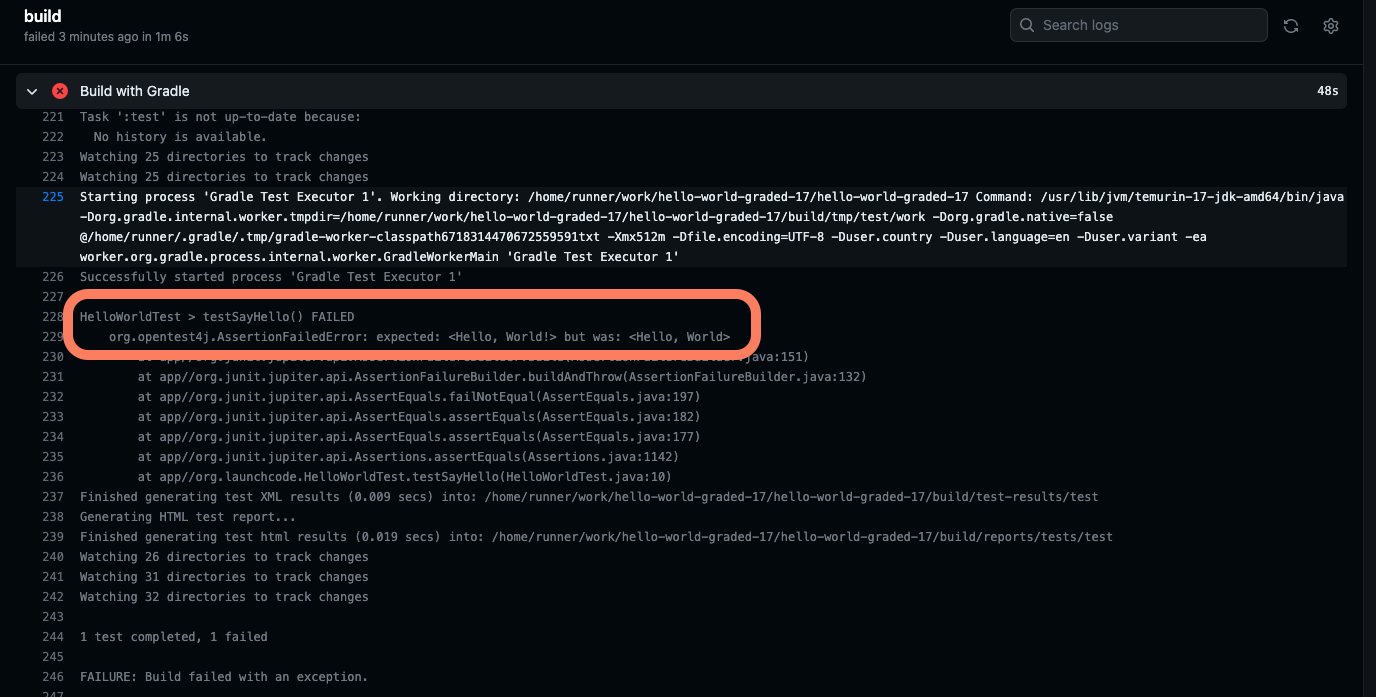 build
failed 3 minutes ago in 1m 6s
Search logs
Build with Gradle
48s
221 Task ':test' is not up-to-date because:
222 No history is available.
223 Watching 25 directories to track changes
224 Watching 25 directories to track changes
225 Starting process 'Gradle Test Executor 1'. Working directory: /home/runner/work/hello-world-graded-17/hello-world-graded-17 Command: /usr/lib/jvm/temurin-17-jdk-amd64/bin/java
-Dorg.gradle.internal.worker.tmpdir=/home/runner/work/hello-world-graded-17/hello-world-graded-17/build/tmp/test/work -Dorg.gradle.native=false
@/home/runner/.gradle/.tmp/gradle-worker-classpath6718314470672559591txt -Xmx512m -Dfile.encoding=UTF-8 -Duser.country -Duser.language=en -Duser.variant -ea
worker.org.gradle.process.internal.worker.GradleWorkerMain 'Gradle Test Executor 1'
226 Successfully started process 'Gradle Test Executor 1'
227
228 HelloWorldTest > testSayHello() FAILED
229 org.opentest4j.AssertionFailedError: expected: <Hello, World!> but was: <Hello, World>
230 java:151)
231 at app//org.junit.jupiter.api.AssertionFailureBuilder.buildAndThrow(AssertionFailureBuilder.java:132)
232 at app//org.junit.jupiter.api.AssertEquals.failNotEqual(AssertEquals.java:197)
233 at app//org.junit.jupiter.api.AssertEquals.assertEquals(AssertEquals.java:182)
234 at app//org.junit.jupiter.api.AssertEquals.assertEquals(AssertEquals.java:177)
235 at app//org.junit.jupiter.api.Assertions.assertEquals(Assertions.java:1142)
236 at app//org.launchcode.HelloWorldTest.testSayHello(HelloWorldTest.java:10)
237 Finished generating test XML results (0.009 secs) into: /home/runner/work/hello-world-graded-17/hello-world-graded-17/build/test-results/test
238 Generating HTML test report...
239 Finished generating test html results (0.019 secs) into: /home/runner/work/hello-world-graded-17/hello-world-graded-17/build/reports/tests/test
240 Watching 26 directories to track changes
241 Watching 31 directories to track changes
242 Watching 32 directories to track changes
243
244 1 test completed, 1 failed
245
246 FAILURE: Build failed with an exception.
247